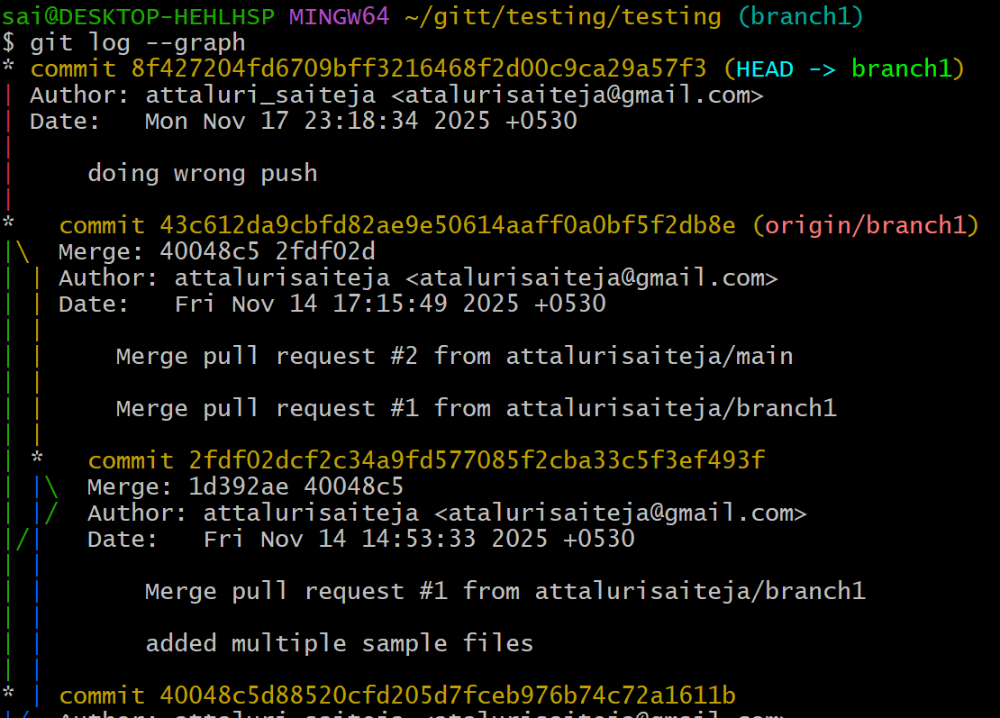 sai@DESKTOP-HEHLHSP MINGW64 ~/gitt/testing/testing (branch1)
$ git log --graph
* commit 8f427204fd6709bff3216468f2d00c9ca29a57f3 (HEAD -> branch1)
| Author: attaluri_saiteja <atalurisaiteja@gmail.com>
| Date:   Mon Nov 17 23:18:34 2025 +0530
|
|     doing wrong push
|
*   commit 43c612da9cbfd82ae9e50614aaff0a0bf5f2db8e (origin/branch1)
|\  Merge: 40048c5 2fdf02d
| | Author: attalurisaiteja <atalurisaiteja@gmail.com>
| | Date:   Fri Nov 14 17:15:49 2025 +0530
| |
| |     Merge pull request #2 from attalurisaiteja/main
| |
| |     Merge pull request #1 from attalurisaiteja/branch1
| |
| *   commit 2fdf02dcf2c34a9fd577085f2cba33c5f3ef493f
| |\  Merge: 1d392ae 40048c5
| |/  Author: attalurisaiteja <atalurisaiteja@gmail.com>
|/|   Date:   Fri Nov 14 14:53:33 2025 +0530
| |
| |       Merge pull request #1 from attalurisaiteja/branch1
| |
| |       added multiple sample files
| |
* | commit 40048c5d88520cfd205d7fceb976b74c72a1611b
|/ Author: attaluri_saiteja <atalurisaiteja@gmail.com>